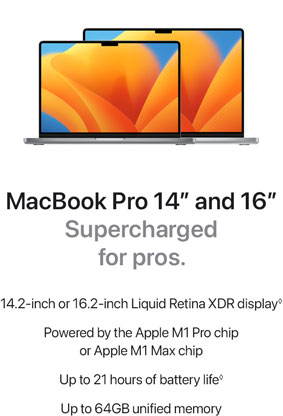 MacBook Pro 14” and 16”
Supercharged
for pros.
14.2-inch or 16.2-inch Liquid Retina XDR display◊
Powered by the Apple M1 Pro chip
or Apple M1 Max chip
Up to 21 hours of battery life◊
Up to 64GB unified memory